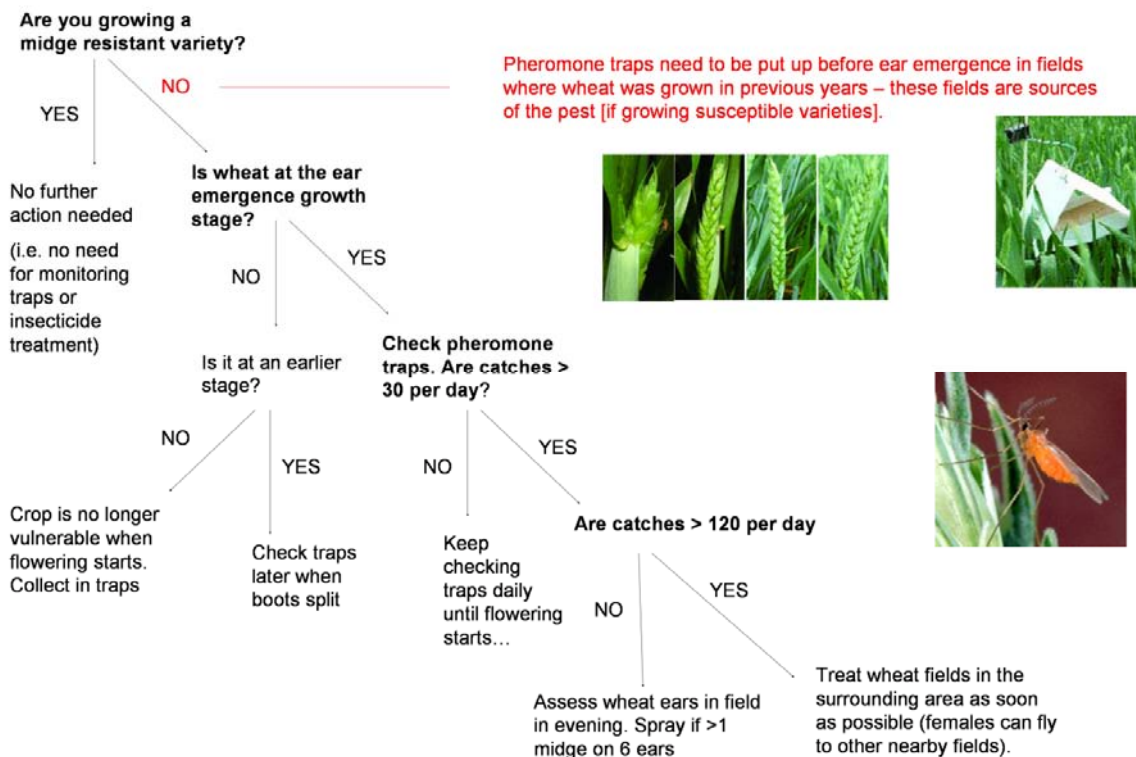 Are you growing a
midge resistant variety?
NO
YES
Pheromone traps need to be put up before ear emergence in fields
where wheat was grown in previous years – these fields are sources
of the pest [if growing susceptible varieties].
No further
action needed
(i.e. no need
for monitoring
traps or
insecticide
treatment)
Is wheat at the ear
emergence growth
stage?
NO
YES
Is it at an earlier
stage?
Check pheromone
traps. Are catches >
30 per day?
NO
YES
NO
YES
Crop is no longer
vulnerable when
flowering starts.
Collect in traps
Check traps
later when
boots split
Keep
checking
traps daily
until flowering
starts…
Are catches > 120 per day
NO
YES
Assess wheat ears in field
in evening. Spray if >1
midge on 6 ears
Treat wheat fields in the
surrounding area as soon
as possible (females can fly
to other nearby fields).